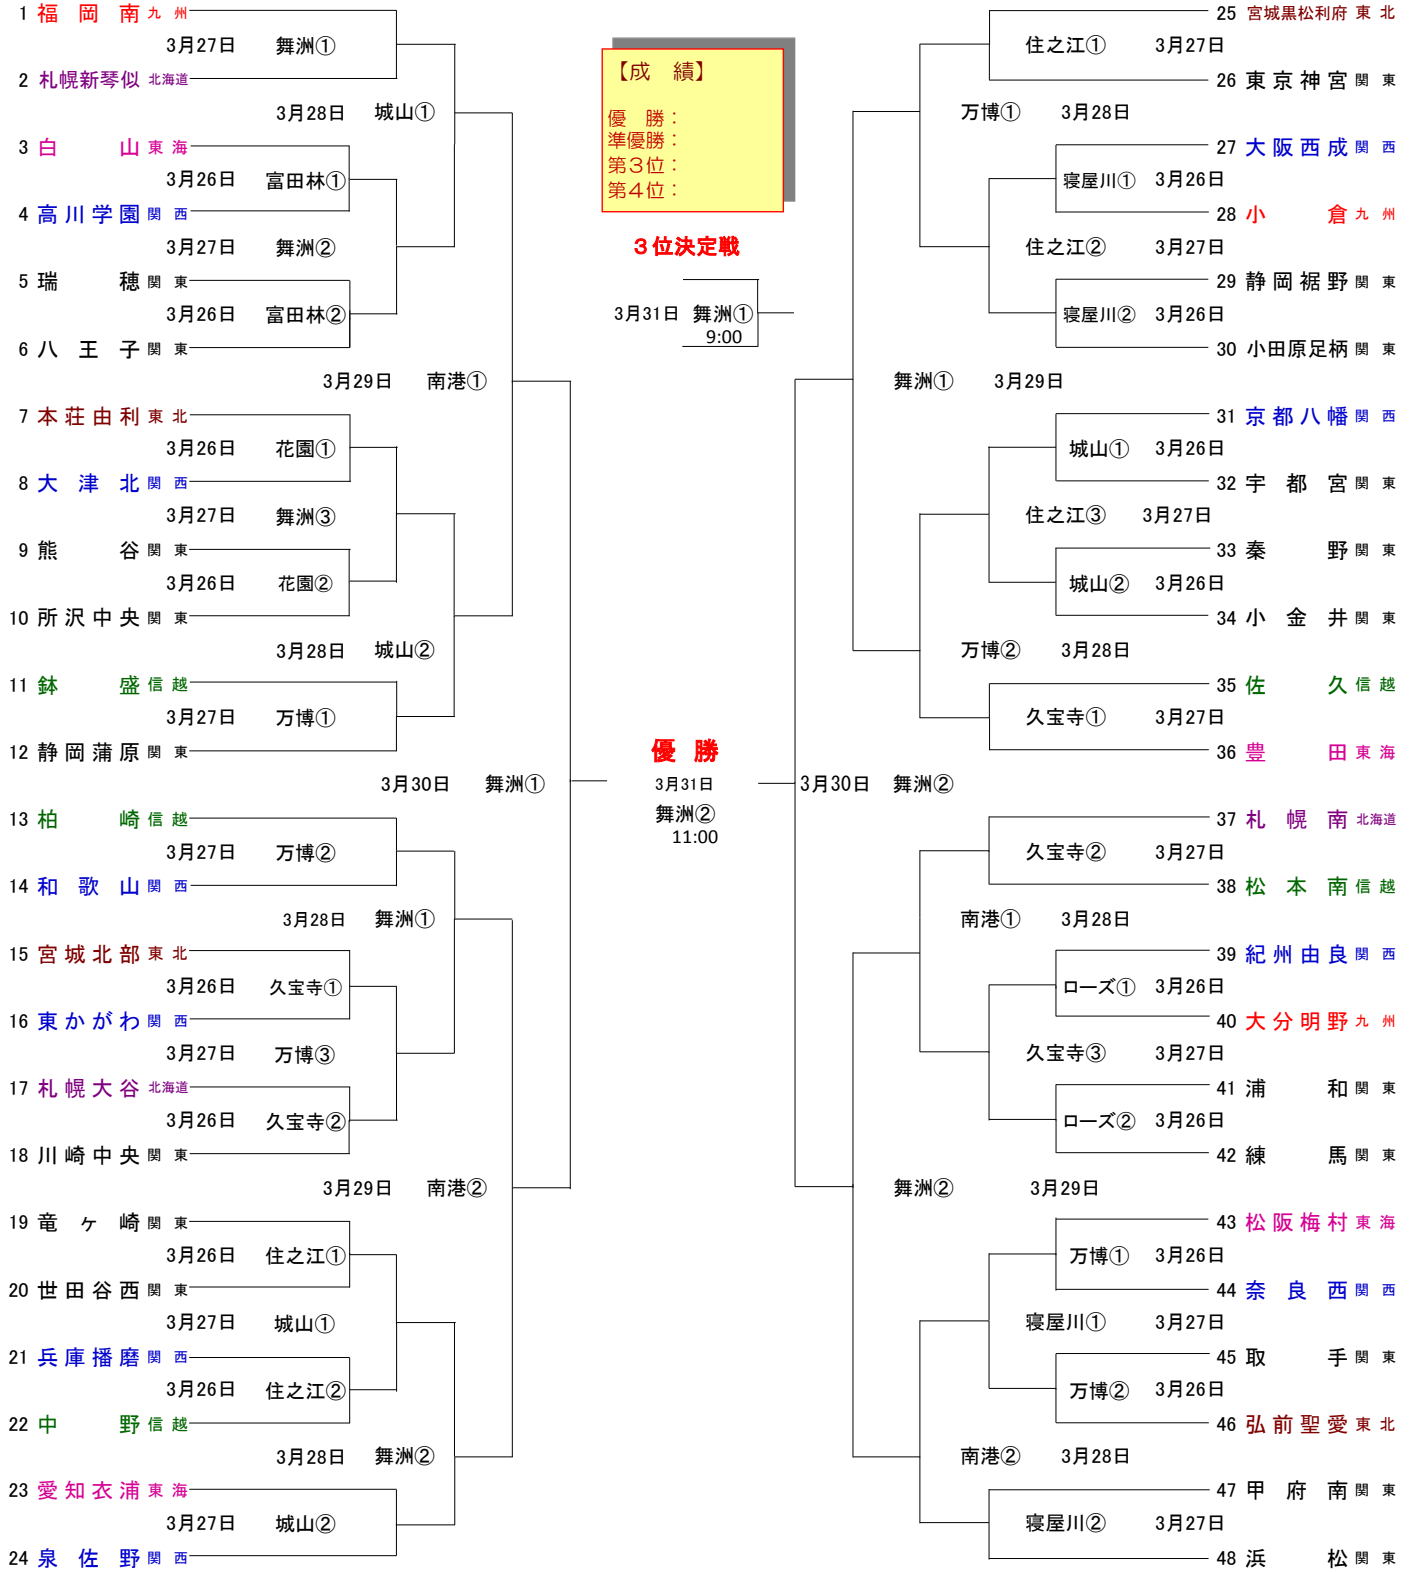 1 福岡南 九州
3月27日 舞洲①
2 札幌新琴似 北海道
3月28日 城山①
3 白山 東海
3月26日 富田林①
4 高川学園 関西
3月27日 舞洲②
5 瑞穂 関東
3月26日 富田林②
6 八王子 関東
3月29日 南港①
7 本荘由利 東北
3月26日 花園①
8 大津北 関西
3月27日 舞洲③
9 熊谷 関東
3月26日 花園②
10 所沢中央 関東
3月28日 城山②
11 鉢盛 信越
3月27日 万博①
12 静岡蒲原 関東
3月30日 舞洲①
13 柏崎 信越
3月27日 万博②
14 和歌山 関西
3月28日 舞洲①
15 宮城北部 東北
3月26日 久宝寺①
16 東かがわ 関西
3月27日 万博③
17 札幌大谷 北海道
3月26日 久宝寺②
18 川崎中央 関東
3月29日 南港②
19 竜ヶ崎 関東
3月26日 住之江①
20 世田谷西 関東
3月27日 城山①
21 兵庫播磨 関西
3月26日 住之江②
22 中野 信越
3月28日 舞洲②
23 愛知衣浦 東海
3月27日 城山②
24 泉佐野 関西
【成 績】
優 勝：
準優勝：
第3位：
第4位：
3位決定戦
3月31日 舞洲①
9:00
優 勝
3月31日
舞洲②
11:00
25 宮城黒松利府 東北
住之江① 3月27日
26 東京神宮 関東
万博① 3月28日
27 大阪西成 関西
寝屋川① 3月26日
28 小倉 九州
住之江② 3月27日
29 静岡裾野 関東
寝屋川② 3月26日
30 小田原足柄 関東
舞洲① 3月29日
31 京都八幡 関西
城山① 3月26日
32 宇都宮 関東
住之江③ 3月27日
33 秦野 関東
城山② 3月26日
34 小金井 関東
万博② 3月28日
35 佐久 信越
久宝寺① 3月27日
36 豊田 東海
3月30日 舞洲②
37 札幌南 北海道
久宝寺② 3月27日
38 松本南 信越
南港① 3月28日
39 紀州由良 関西
ローズ① 3月26日
40 大分明野 九州
久宝寺③ 3月27日
41 浦和 関東
ローズ② 3月26日
42 練馬 関東
舞洲② 3月29日
43 松阪梅村 東海
万博① 3月26日
44 奈良西 関西
寝屋川① 3月27日
45 取手 関東
万博② 3月26日
46 弘前聖愛 東北
南港② 3月28日
47 甲府南 関東
寝屋川② 3月27日
48 浜松 関東